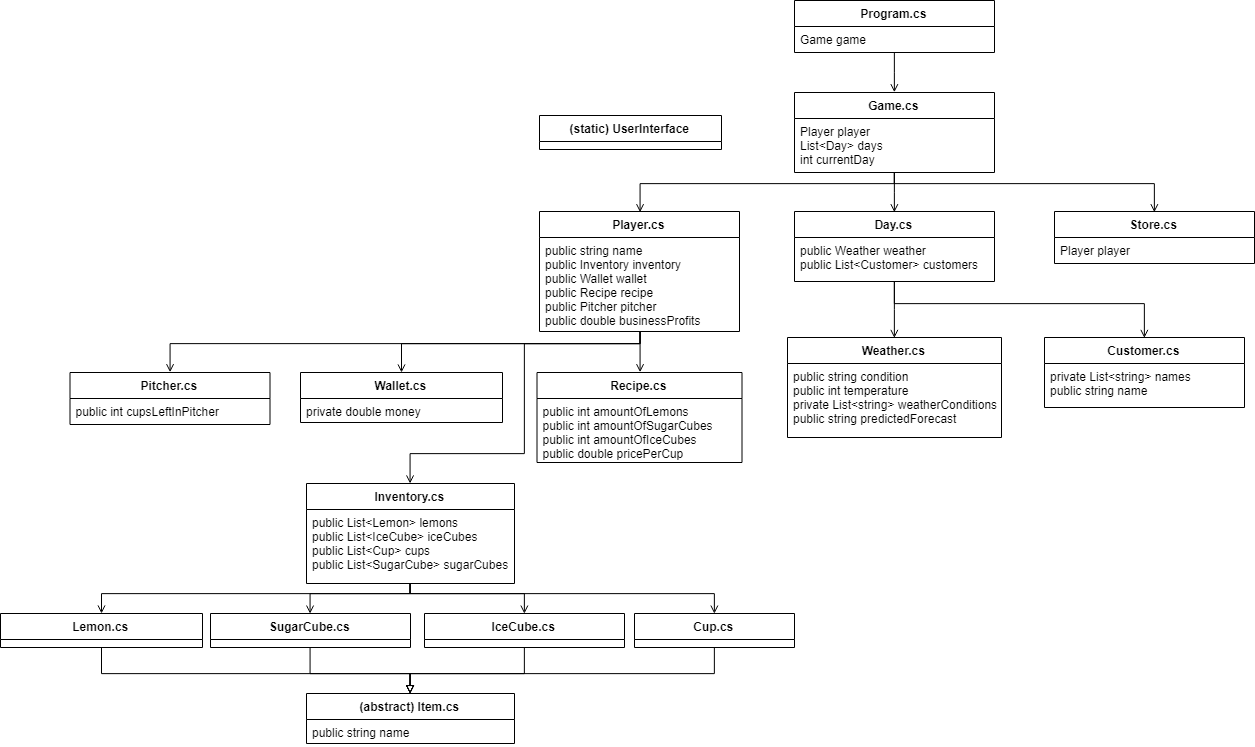 Program.cs
Game game
Game.cs
Player player
List<Day> days
int currentDay
(static) UserInterface
Player.cs
public string name
public Inventory inventory
public Wallet wallet
public Recipe recipe
public Pitcher pitcher
public double businessProfits
Day.cs
public Weather weather
public List<Customer> customers
Store.cs
Player player
Pitcher.cs
public int cupsLeftInPitcher
Wallet.cs
private double money
Recipe.cs
public int amountOfLemons
public int amountOfSugarCubes
public int amountOfIceCubes
public double pricePerCup
Weather.cs
public string condition
public int temperature
private List<string> weatherConditions
public string predictedForecast
Customer.cs
private List<string> names
public string name
Inventory.cs
public List<Lemon> lemons
public List<IceCube> iceCubes
public List<Cup> cups
public List<SugarCube> sugarCubes
Lemon.cs
SugarCube.cs
IceCube.cs
Cup.cs
(abstract) Item.cs
public string name